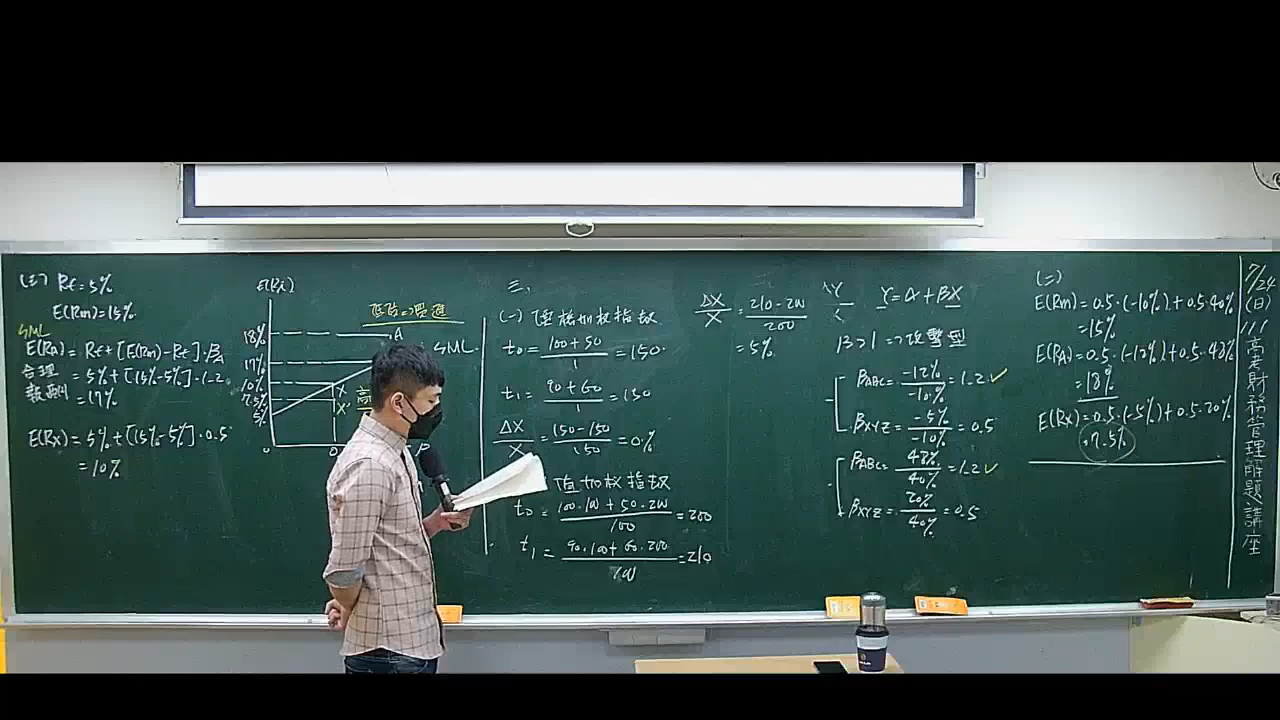 (三) Rf = 5%
E(Rm) = 15%
SML
E(RA) = Rf + [E(Rm) - Rf]·βA
合理 = 5% + [15% - 5%]·1.2
報酬 = 17%
E(Rx) = 5% + [15% - 5%]·0.5
= 10%
E(Ri)
18%
17%
10%
7.5%
5%
A
SML
X
X'
高
0
β
三、
(一) 價格加權指數
t0 = (100+50)/1 = 150
t1 = (90+60)/1 = 150
ΔX/X = (150-150)/150 = 0%
值加權指數
t0 = (100·100+50·200)/100 = 200
t1 = (90·100+60·200)/100 = 210
ΔX/X = (210-200)/200
= 5%
Y = A + BX
β>1 => 攻擊型
βABC = -12%/-10% = 1.2 ✓
βXYZ = -5%/-10% = 0.5
βABC = 48%/40% = 1.2 ✓
βXYZ = 20%/40% = 0.5
(二)
E(Rm) = 0.5·(-10%) + 0.5·40%
= 15%
E(RA) = 0.5·(-12%) + 0.5·48%
= 18%
E(Rx) = 0.5·(-5%) + 0.5·20%
= 7.5%
7/24
(日)
111
高考財務管理解題講座